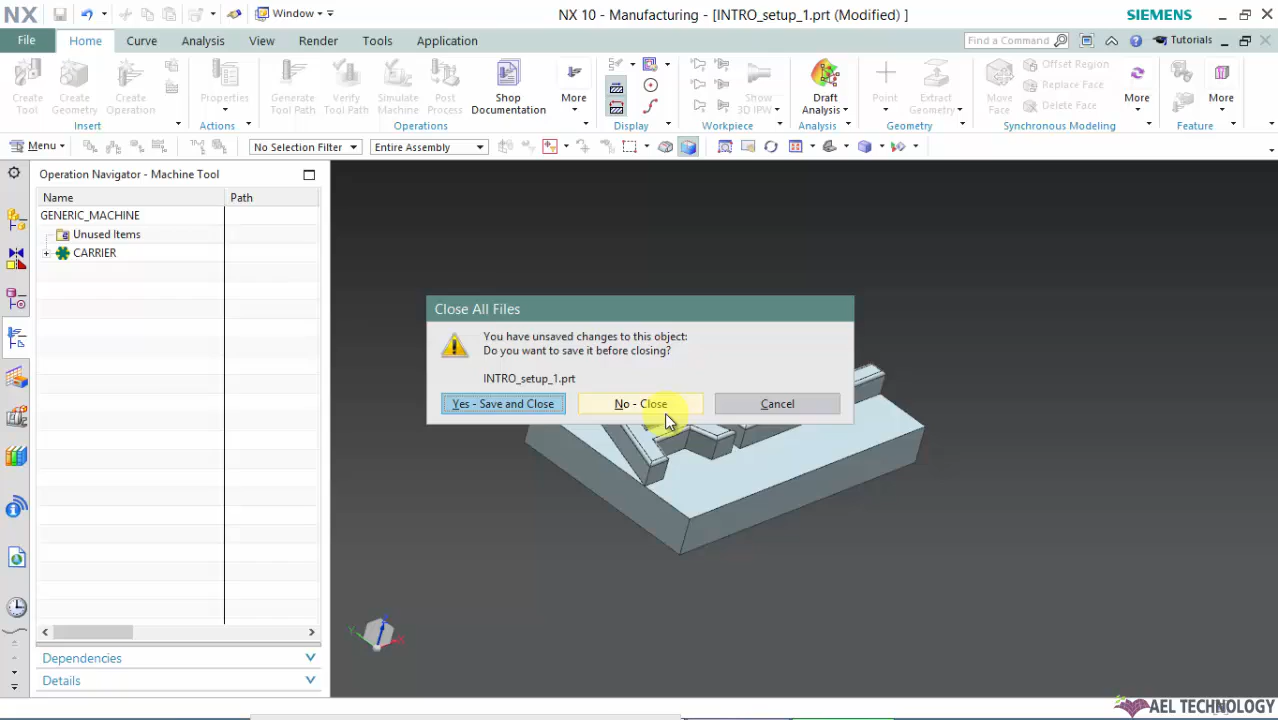 NX
Window
NX 10 - Manufacturing - [INTRO_setup_1.prt (Modified) ]
SIEMENS
File
Home
Curve
Analysis
View
Render
Tools
Application
Find a Command
Tutorials
Create Tool
Create Geometry
Create Operation
Properties
Generate Tool Path
Verify Tool Path
Simulate Machine
Post Process
Shop Documentation
More
Show 3D IPW
Draft Analysis
Point
Extract Geometry
Move Face
Offset Region
Replace Face
Delete Face
More
More
Insert
Actions
Operations
Display
Workpiece
Analysis
Geometry
Synchronous Modeling
Feature
Menu
No Selection Filter
Entire Assembly
Operation Navigator - Machine Tool
Name
Path
GENERIC_MACHINE
Unused Items
CARRIER
Close All Files
You have unsaved changes to this object:
Do you want to save it before closing?
INTRO_setup_1.prt
Yes - Save and Close
No - Close
Cancel
Y
Z
X
Dependencies
Details
AEL TECHNOLOGY